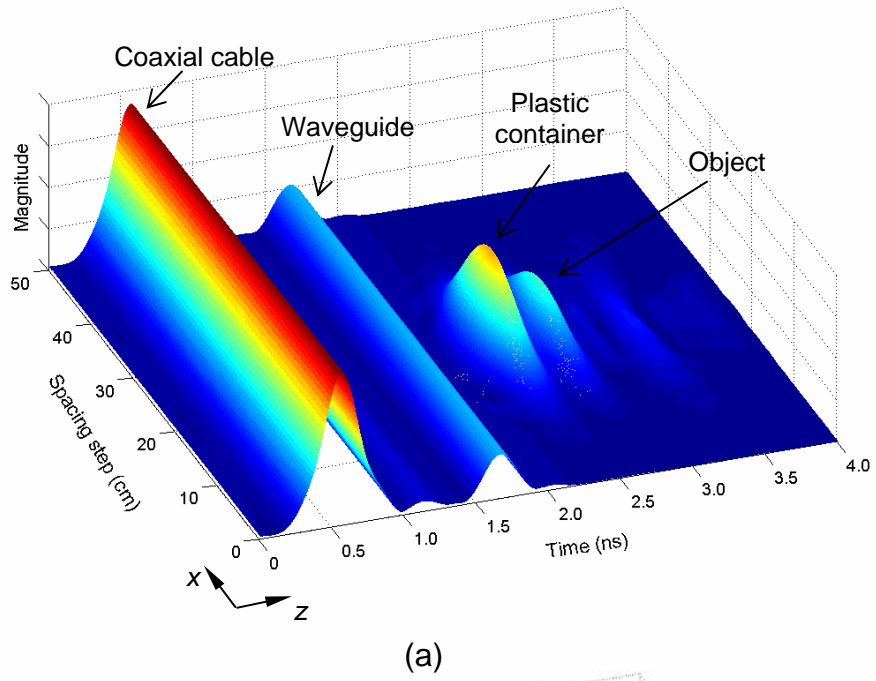 Coaxial cable
Waveguide
Plastic
container
Object
Magnitude
50
40
30
20
10
0
Spacing step (cm)
0
0.5
1.0
1.5
2.0
2.5
3.0
3.5
4.0
Time (ns)
x
z
(a)